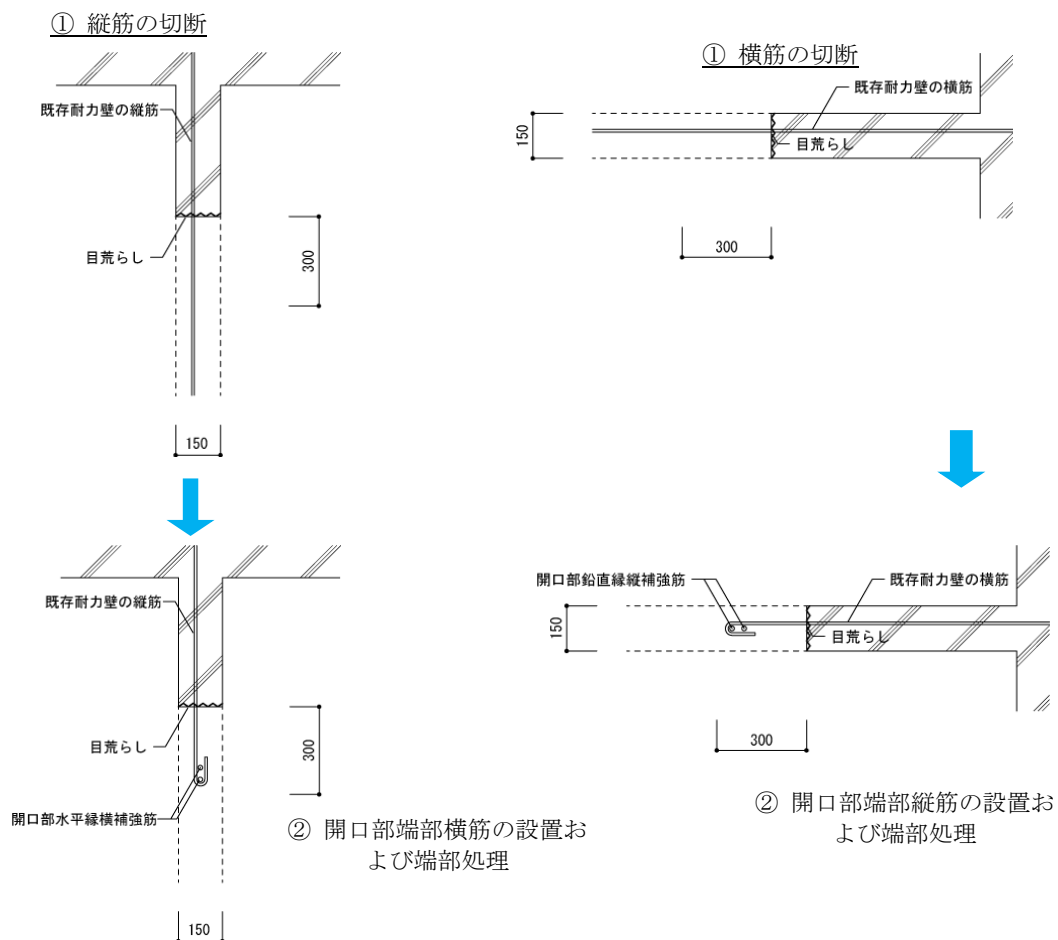 ① 縦筋の切断
既存耐力壁の縦筋
目荒らし
300
150
① 横筋の切断
既存耐力壁の横筋
150
目荒らし
300
既存耐力壁の縦筋
目荒らし
300
開口部水平縁横補強筋
② 開口部端部横筋の設置お
よび端部処理
150
開口部鉛直縁縦補強筋
既存耐力壁の横筋
150
目荒らし
300
② 開口部端部縦筋の設置お
よび端部処理